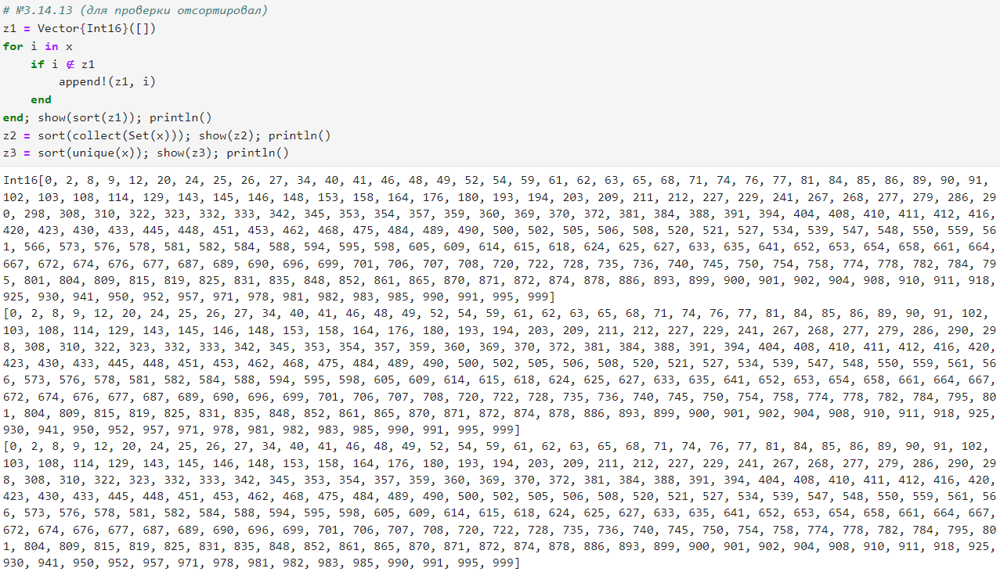 # №3.14.13 (для проверки отсортировал)
z1 = Vector{Int16}([])
for i in x
    if i ∉ z1
        append!(z1, i)
    end
end; show(sort(z1)); println()
z2 = sort(collect(Set(x))); show(z2); println()
z3 = sort(unique(x)); show(z3); println()
Int16[0, 2, 8, 9, 12, 20, 24, 25, 26, 27, 34, 40, 41, 46, 48, 49, 52, 54, 59, 61, 62, 63, 65, 68, 71, 74, 76, 77, 81, 84, 85, 86, 89, 90, 91,
102, 103, 108, 114, 129, 143, 145, 146, 148, 153, 158, 164, 176, 180, 193, 194, 203, 209, 211, 212, 227, 229, 241, 267, 268, 277, 279, 286, 29
0, 298, 308, 310, 322, 323, 332, 333, 342, 345, 353, 354, 357, 359, 360, 369, 370, 372, 381, 384, 388, 391, 394, 404, 408, 410, 411, 412, 416,
420, 423, 430, 433, 445, 448, 451, 453, 462, 468, 475, 484, 489, 490, 500, 502, 505, 506, 508, 520, 521, 527, 534, 539, 547, 548, 550, 559, 56
1, 566, 573, 576, 578, 581, 582, 584, 588, 594, 595, 598, 605, 609, 614, 615, 618, 624, 625, 627, 633, 635, 641, 652, 653, 654, 658, 661, 664,
667, 672, 674, 676, 677, 687, 689, 690, 696, 699, 701, 706, 707, 708, 720, 722, 728, 735, 736, 740, 745, 750, 754, 758, 774, 778, 782, 784, 79
5, 801, 804, 809, 815, 819, 825, 831, 835, 848, 852, 861, 865, 870, 871, 872, 874, 878, 886, 893, 899, 900, 901, 902, 904, 908, 910, 911, 918,
925, 930, 941, 950, 952, 957, 971, 978, 981, 982, 983, 985, 990, 991, 995, 999]
[0, 2, 8, 9, 12, 20, 24, 25, 26, 27, 34, 40, 41, 46, 48, 49, 52, 54, 59, 61, 62, 63, 65, 68, 71, 74, 76, 77, 81, 84, 85, 86, 89, 90, 91, 102,
103, 108, 114, 129, 143, 145, 146, 148, 153, 158, 164, 176, 180, 193, 194, 203, 209, 211, 212, 227, 229, 241, 267, 268, 277, 279, 286, 290, 29
8, 308, 310, 322, 323, 332, 333, 342, 345, 353, 354, 357, 359, 360, 369, 370, 372, 381, 384, 388, 391, 394, 404, 408, 410, 411, 412, 416, 420,
423, 430, 433, 445, 448, 451, 453, 462, 468, 475, 484, 489, 490, 500, 502, 505, 506, 508, 520, 521, 527, 534, 539, 547, 548, 550, 559, 561, 56
6, 573, 576, 578, 581, 582, 584, 588, 594, 595, 598, 605, 609, 614, 615, 618, 624, 625, 627, 633, 635, 641, 652, 653, 654, 658, 661, 664, 667,
672, 674, 676, 677, 687, 689, 690, 696, 699, 701, 706, 707, 708, 720, 722, 728, 735, 736, 740, 745, 750, 754, 758, 774, 778, 782, 784, 795, 80
1, 804, 809, 815, 819, 825, 831, 835, 848, 852, 861, 865, 870, 871, 872, 874, 878, 886, 893, 899, 900, 901, 902, 904, 908, 910, 911, 918, 925,
930, 941, 950, 952, 957, 971, 978, 981, 982, 983, 985, 990, 991, 995, 999]
[0, 2, 8, 9, 12, 20, 24, 25, 26, 27, 34, 40, 41, 46, 48, 49, 52, 54, 59, 61, 62, 63, 65, 68, 71, 74, 76, 77, 81, 84, 85, 86, 89, 90, 91, 102,
103, 108, 114, 129, 143, 145, 146, 148, 153, 158, 164, 176, 180, 193, 194, 203, 209, 211, 212, 227, 229, 241, 267, 268, 277, 279, 286, 290, 29
8, 308, 310, 322, 323, 332, 333, 342, 345, 353, 354, 357, 359, 360, 369, 370, 372, 381, 384, 388, 391, 394, 404, 408, 410, 411, 412, 416, 420,
423, 430, 433, 445, 448, 451, 453, 462, 468, 475, 484, 489, 490, 500, 502, 505, 506, 508, 520, 521, 527, 534, 539, 547, 548, 550, 559, 561, 56
6, 573, 576, 578, 581, 582, 584, 588, 594, 595, 598, 605, 609, 614, 615, 618, 624, 625, 627, 633, 635, 641, 652, 653, 654, 658, 661, 664, 667,
672, 674, 676, 677, 687, 689, 690, 696, 699, 701, 706, 707, 708, 720, 722, 728, 735, 736, 740, 745, 750, 754, 758, 774, 778, 782, 784, 795, 80
1, 804, 809, 815, 819, 825, 831, 835, 848, 852, 861, 865, 870, 871, 872, 874, 878, 886, 893, 899, 900, 901, 902, 904, 908, 910, 911, 918, 925,
930, 941, 950, 952, 957, 971, 978, 981, 982, 983, 985, 990, 991, 995, 999]